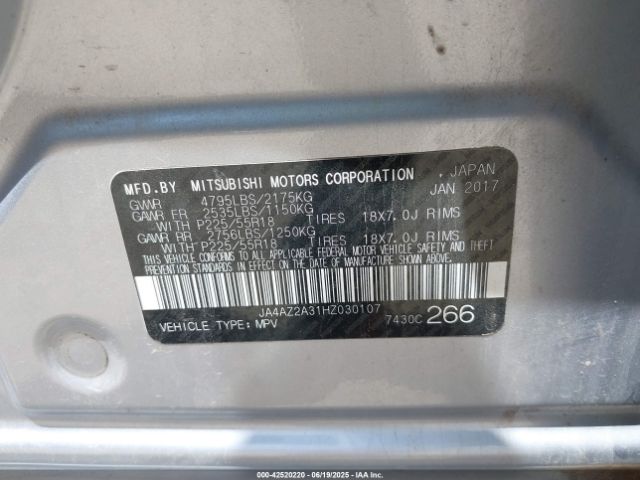 MFD.BY MITSUBISHI MOTORS CORPORATION , JAPAN
GVWR 4795LBS/2175KG JAN 2017
GAWR FR 2535LBS/1150KG
WITH P225/55R18 TIRES 18X7.0J RIMS
GAWR RR 2756LBS/1250KG
WITH P225/55R18 TIRES 18X7.0J RIMS
THIS VEHICLE CONFORMS TO ALL APPLICABLE FEDERAL MOTOR VEHICLE SAFETY AND THEFT
PREVENTION STANDARDS IN EFFECT ON THE DATE OF MANUFACTURE SHOWN ABOVE.
JA4AZ2A31HZ030107
VEHICLE TYPE: MPV 7430C 266
000-42520220 - 06/19/2025 - IAAI.COM